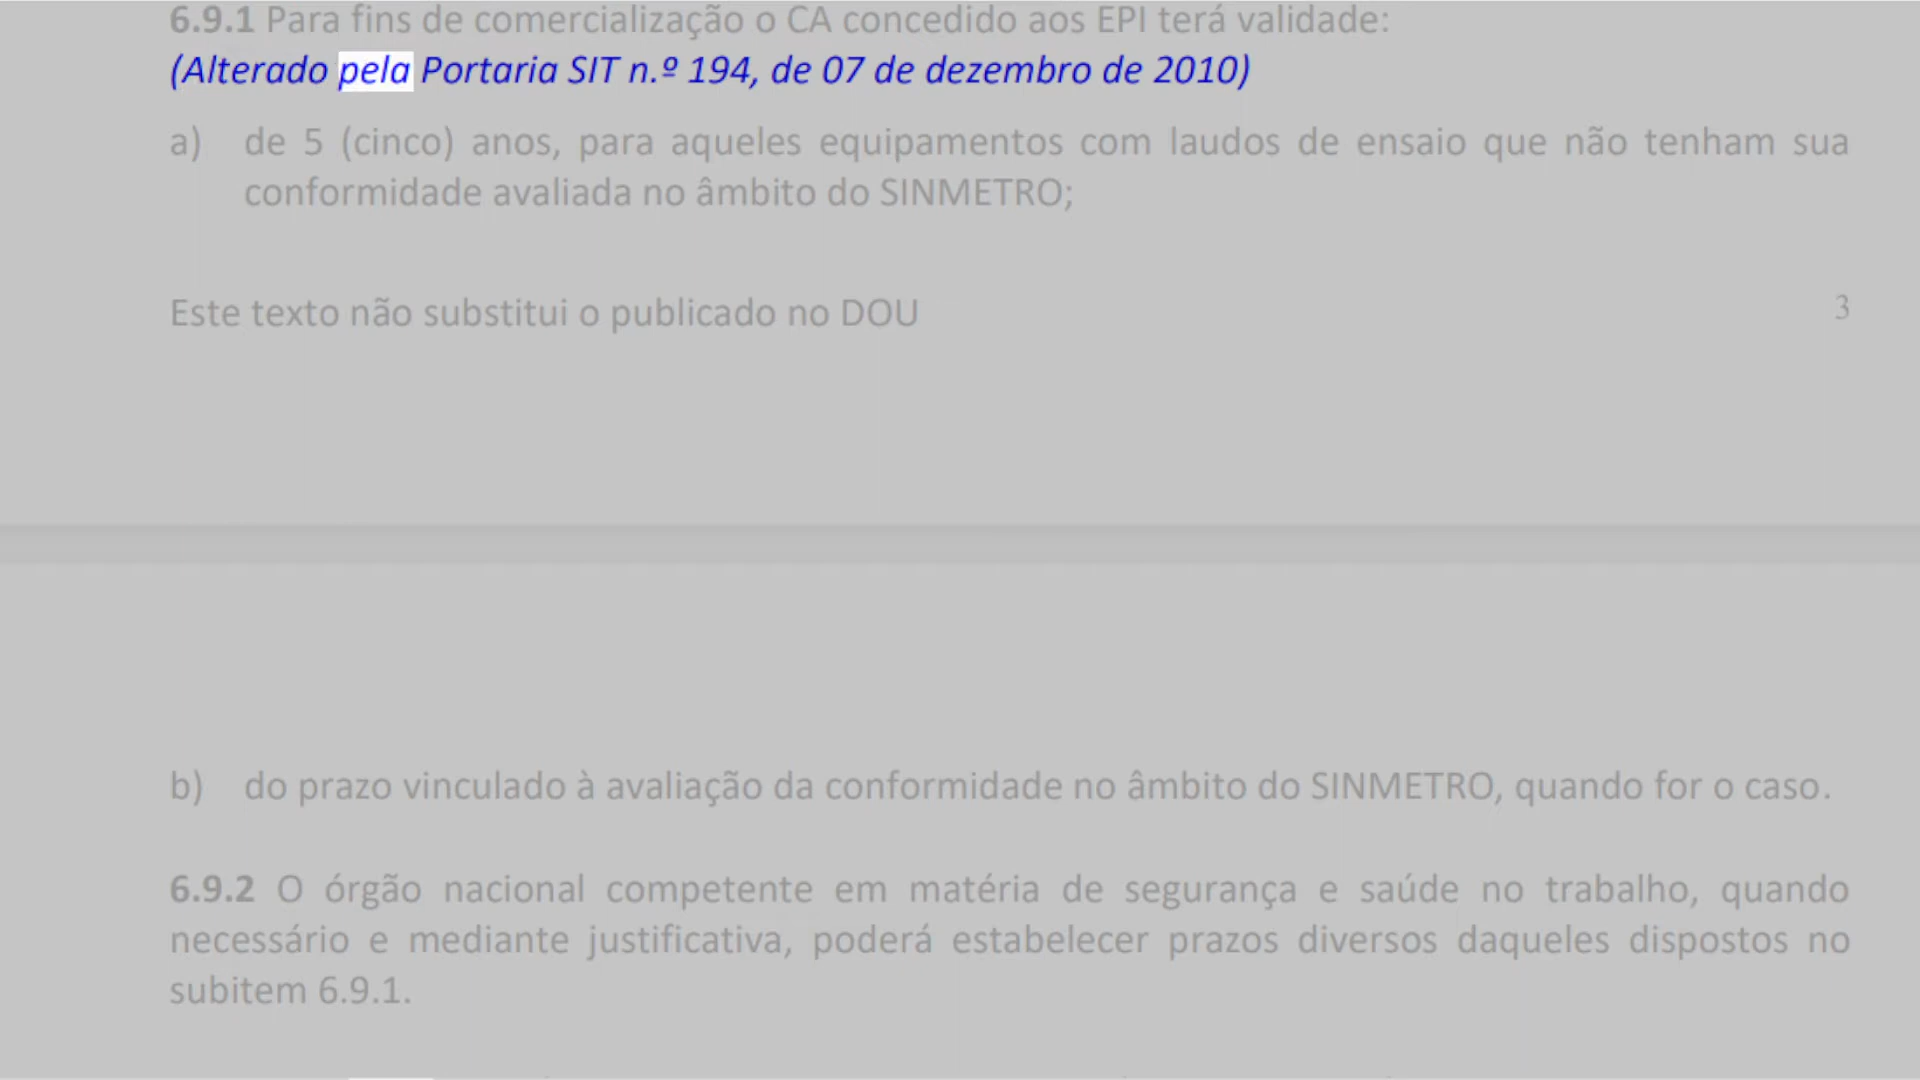 6.9.1 Para fins de comercialização o CA concedido aos EPI terá validade:
(Alterado pela Portaria SIT n.º 194, de 07 de dezembro de 2010)
a) de 5 (cinco) anos, para aqueles equipamentos com laudos de ensaio que não tenham sua
conformidade avaliada no âmbito do SINMETRO;
Este texto não substitui o publicado no DOU 3
b) do prazo vinculado à avaliação da conformidade no âmbito do SINMETRO, quando for o caso.
6.9.2 O órgão nacional competente em matéria de segurança e saúde no trabalho, quando
necessário e mediante justificativa, poderá estabelecer prazos diversos daqueles dispostos no
subitem 6.9.1.